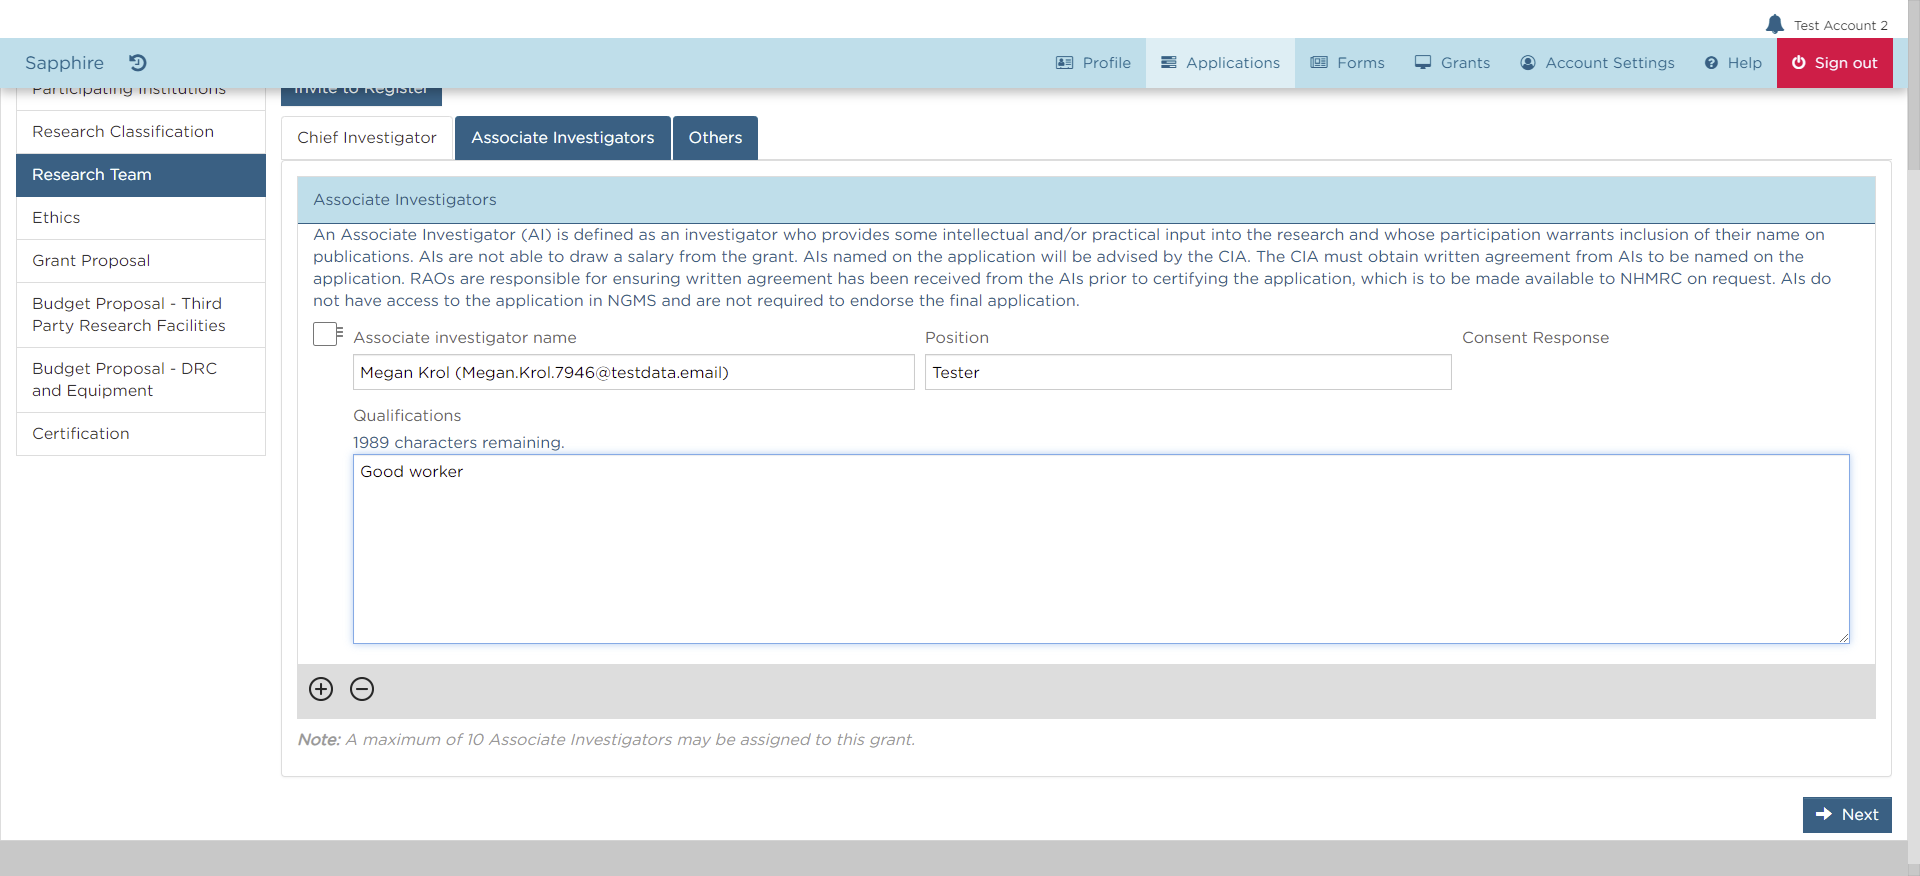 Test Account 2
Sapphire
Profile
Applications
Forms
Grants
Account Settings
Help
Sign out
Participating Institutions
Research Classification
Research Team
Ethics
Grant Proposal
Budget Proposal - Third
Party Research Facilities
Budget Proposal - DRC
and Equipment
Certification
Invite to Register
Chief Investigator
Associate Investigators
Others
Associate Investigators
An Associate Investigator (AI) is defined as an investigator who provides some intellectual and/or practical input into the research and whose participation warrants inclusion of their name on
publications. AIs are not able to draw a salary from the grant. AIs named on the application will be advised by the CIA. The CIA must obtain written agreement from AIs to be named on the
application. RAOs are responsible for ensuring written agreement has been received from the AIs prior to certifying the application, which is to be made available to NHMRC on request. AIs do
not have access to the application in NGMS and are not required to endorse the final application.
Associate investigator name
Position
Consent Response
Megan Krol (Megan.Krol.7946@testdata.email)
Tester
Qualifications
1989 characters remaining.
Good worker
Note: A maximum of 10 Associate Investigators may be assigned to this grant.
Next